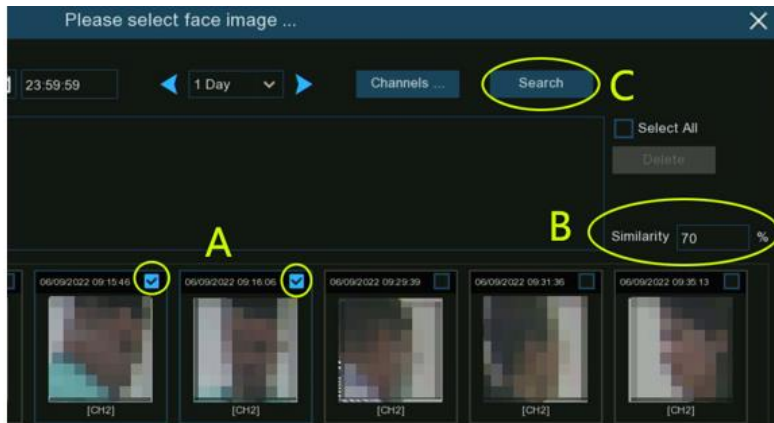 Please select face image ...
23:59:59
1 Day
Channels ...
Search
C
Select All
Delete
A
B
Similarity 70 %
06/09/2022 09:15:46
06/09/2022 09:16:06
06/09/2022 09:29:39
06/09/2022 09:31:36
06/09/2022 09:35:13
[CH2]
[CH2]
[CH2]
[CH2]
[CH2]